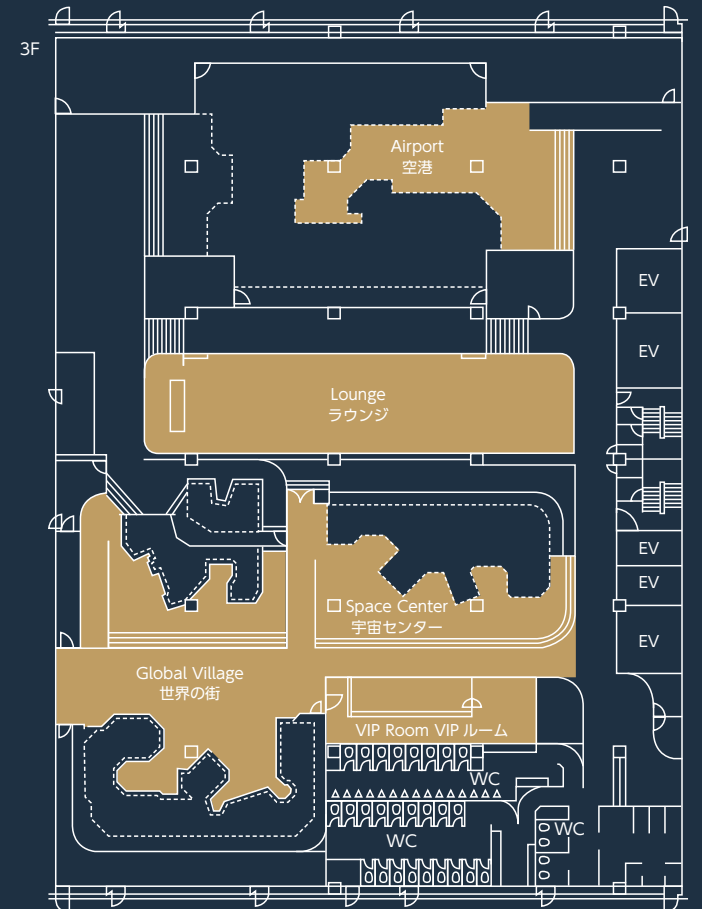 3F
Airport
空港
EV
EV
Lounge
ラウンジ
EV
EV
Space Center
宇宙センター
EV
Global Village
世界の街
VIP Room VIP ルーム
WC
WC
WC